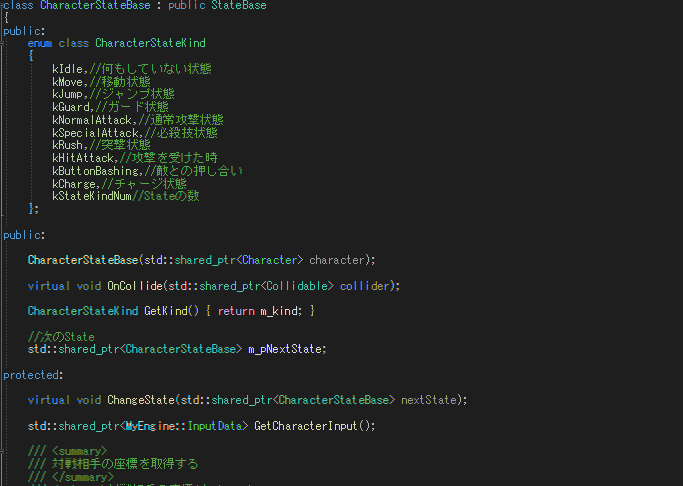 class CharacterStateBase : public StateBase
{
public:
enum class CharacterStateKind
{
kIdle,//何もしていない状態
kMove,//移動状態
kJump,//ジャンプ状態
kGuard,//ガード状態
kNormalAttack,//通常攻撃状態
kSpecialAttack,//必殺技状態
kRush,//突撃状態
kHitAttack,//攻撃を受けた時
kButtonBashing,//敵との押し合い
kCharge,//チャージ状態
kStateKindNum//Stateの数
};
public:
CharacterStateBase(std::shared_ptr<Character> character);
virtual void OnCollide(std::shared_ptr<Collidable> collider);
CharacterStateKind GetKind() { return m_kind; }
//次のState
std::shared_ptr<CharacterStateBase> m_pNextState;
protected:
virtual void ChangeState(std::shared_ptr<CharacterStateBase> nextState);
std::shared_ptr<MyEngine::InputData> GetCharacterInput();
/// <summary>
/// 対戦相手の座標を取得する
/// </summary>